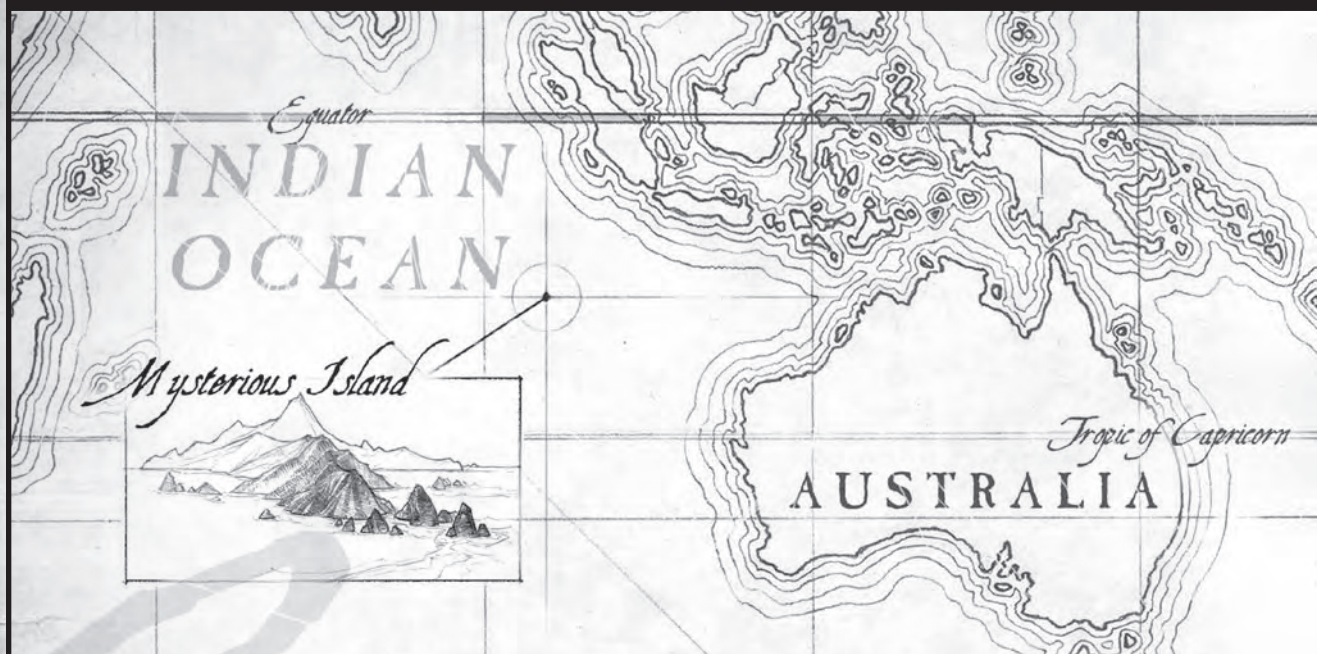 Equator
INDIAN
OCEAN
Mysterious Island
Tropic of Capricorn
AUSTRALIA